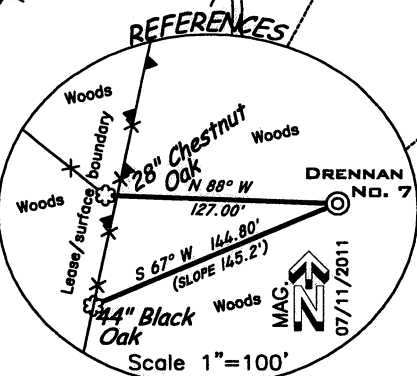 REFERENCES
Woods
28" Chestnut
Oak
Woods
Lease/surface boundary
N 88° W
127.00'
DRENNAN
NO. 7
Woods
S 67° W 144.80'
(SLOPE 145.2')
Woods
MAG.
N
07/11/2011
44" Black
Oak
Scale 1"=100'